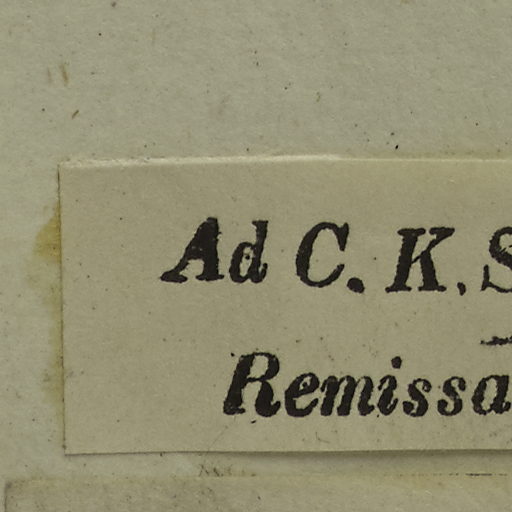 Ad C. K. S
Remissa